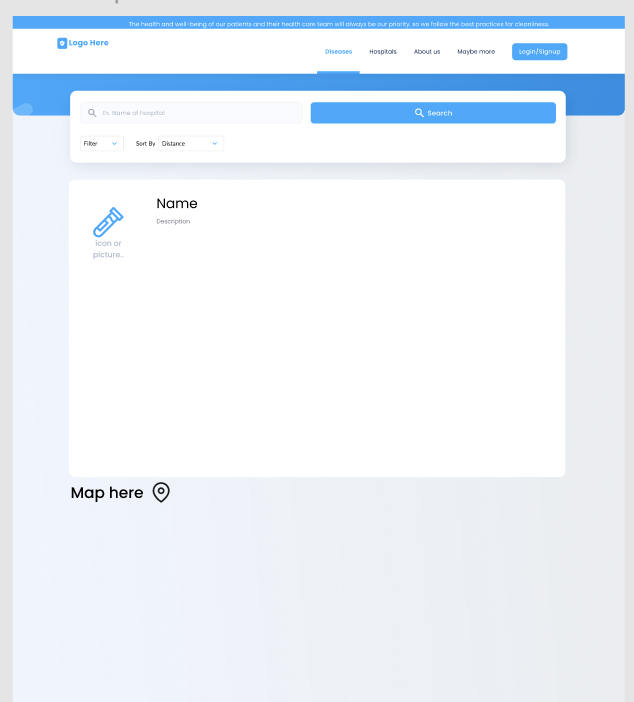 The health and well-being of our patients and their health care team will always be our priority, so we follow the best practices for cleanliness.
Logo Here
Diseases Hospitals About us Maybe more Login/Signup
Ex. Name of hospital
Search
Filter Sort By Distance
Name
Description
icon or
picture..
Map here